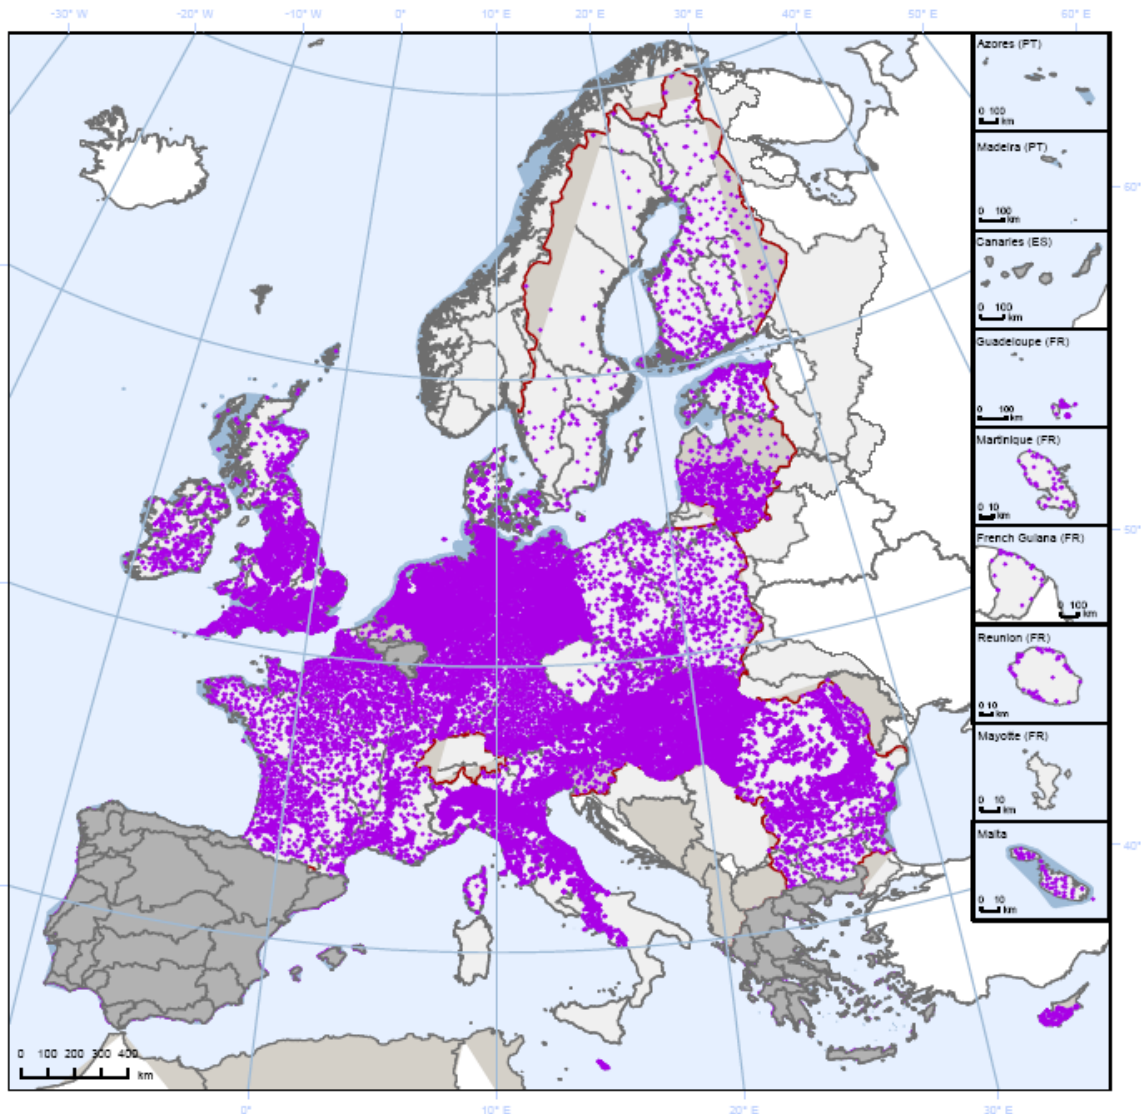 -30° W -20° W -10° W 0° 10° E 20° E 30° E 40° E 50° E 60° E
Azores (PT)
0 100
km
Madeira (PT)
60°
0 100
km
Canaries (ES)
0 100
km
Guadeloupe (FR)
0 100
km
Martinique (FR)
0 10
km
50°
French Guiana (FR)
0 100
km
Reunion (FR)
0 10
km
Mayotte (FR)
0 10
km
Malta
40°
0 10
km
0 100 200 300 400
km
0° 10° E 20° E 30° E